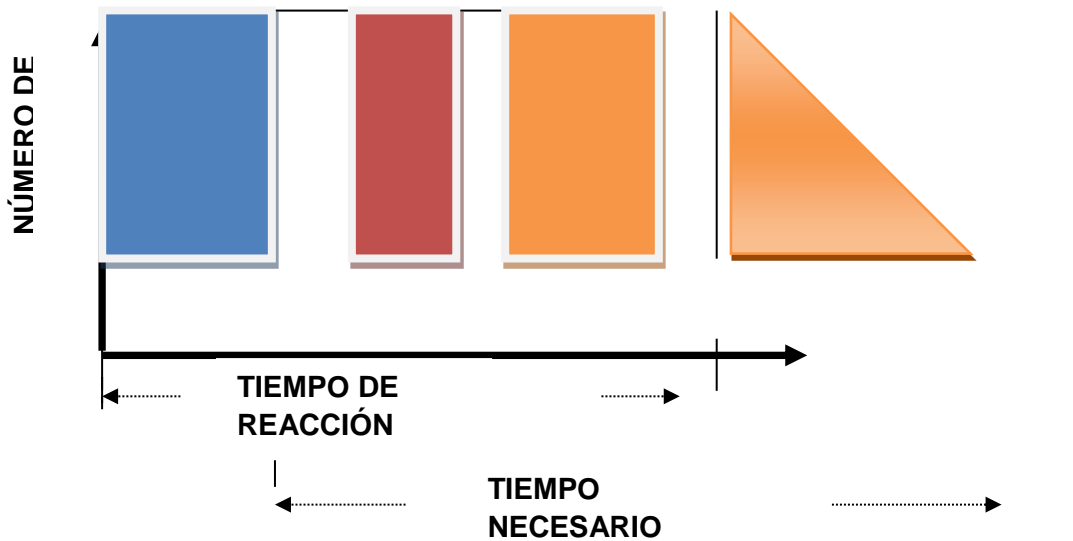 NÚMERO DE
TIEMPO DE
REACCIÓN
TIEMPO
NECESARIO